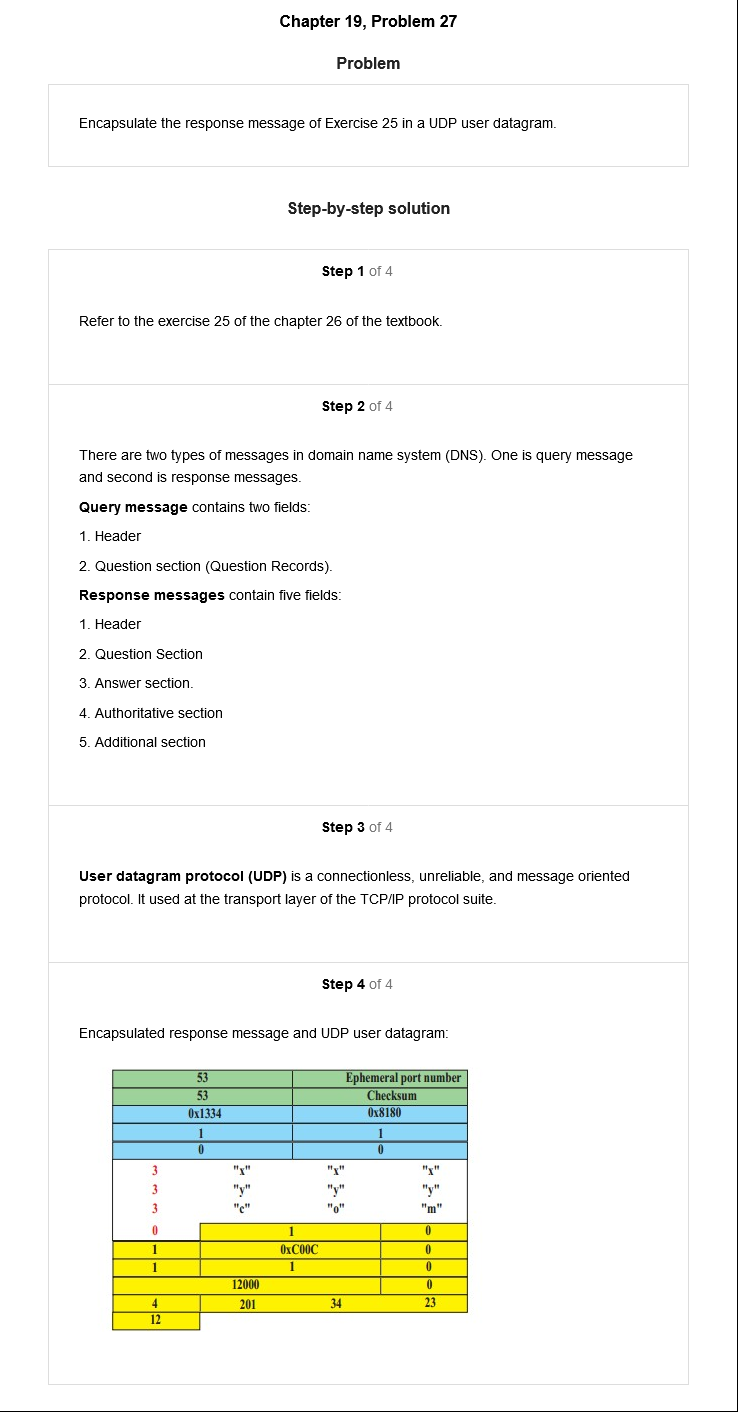 Chapter 19, Problem 27
Problem
Encapsulate the response message of Exercise 25 in a UDP user datagram.
Step-by-step solution
Step 1 of 4
Refer to the exercise 25 of the chapter 26 of the textbook.
Step 2 of 4
There are two types of messages in domain name system (DNS). One is query message
and second is response messages.
Query message contains two fields:
1. Header
2. Question section (Question Records).
Response messages contain five fields:
1. Header
2. Question Section
3. Answer section.
4. Authoritative section
5. Additional section
Step 3 of 4
User datagram protocol (UDP) is a connectionless, unreliable, and message oriented
protocol. It used at the transport layer of the TCP/IP protocol suite.
Step 4 of 4
Encapsulated response message and UDP user datagram:
53 Ephemeral port number
53 Checksum
0x1334 0x8180
1 1
0 0
3 "x" "x" "x"
3 "y" "y" "y"
3 "c" "o" "m"
0 1 0
1 0xC00C 0
1 1 0
12000 0
4 201 34 23
12